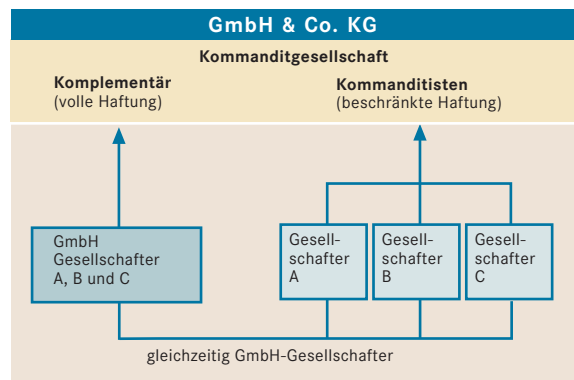 GmbH & Co. KG
Kommanditgesellschaft
Komplementär
(volle Haftung)
Kommanditisten
(beschränkte Haftung)
GmbH
Gesellschafter
A, B und C
Gesell-
schafter
A
Gesell-
schafter
B
Gesell-
schafter
C
gleichzeitig GmbH-Gesellschafter